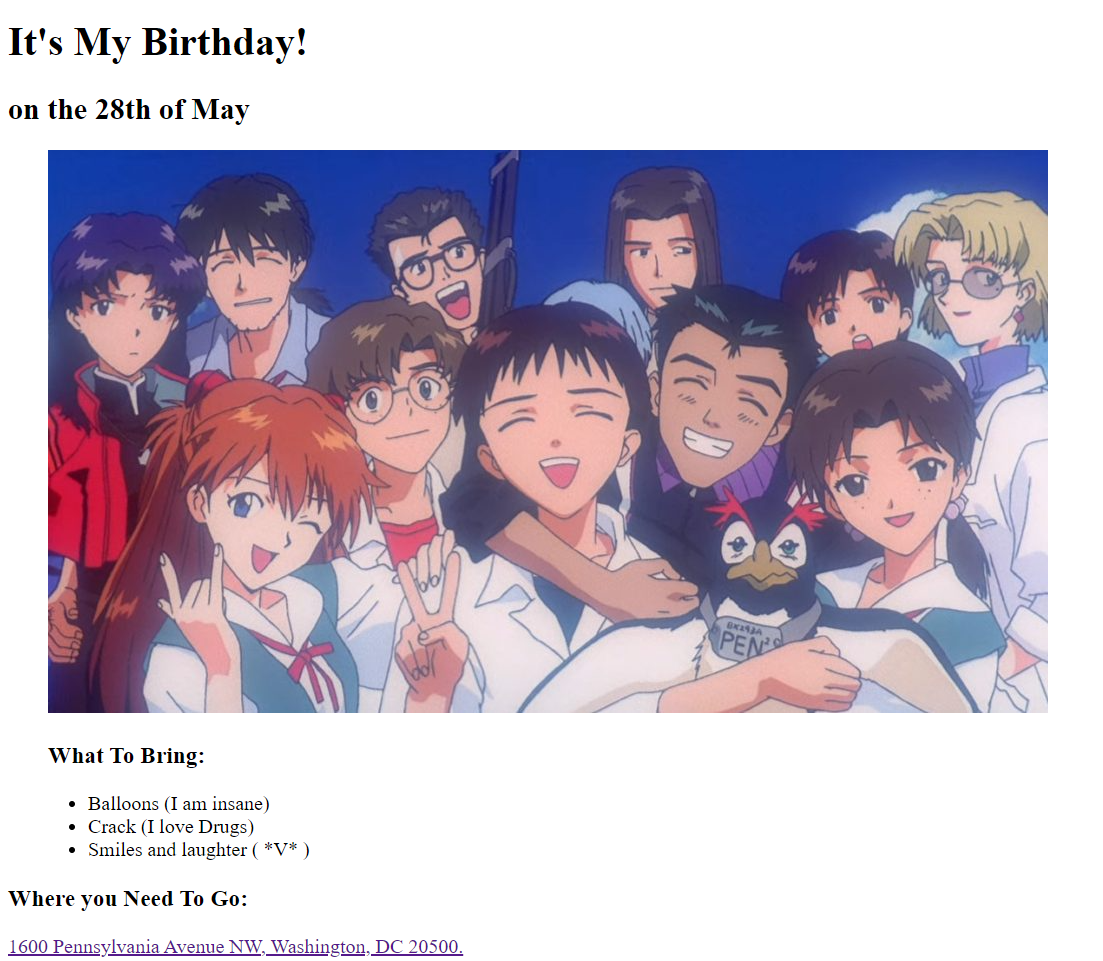 It's My Birthday!
on the 28th of May
BX293A
PEN²
What To Bring:
Balloons (I am insane)
Crack (I love Drugs)
Smiles and laughter ( *V* )
Where you Need To Go:
1600 Pennsylvania Avenue NW, Washington, DC 20500.